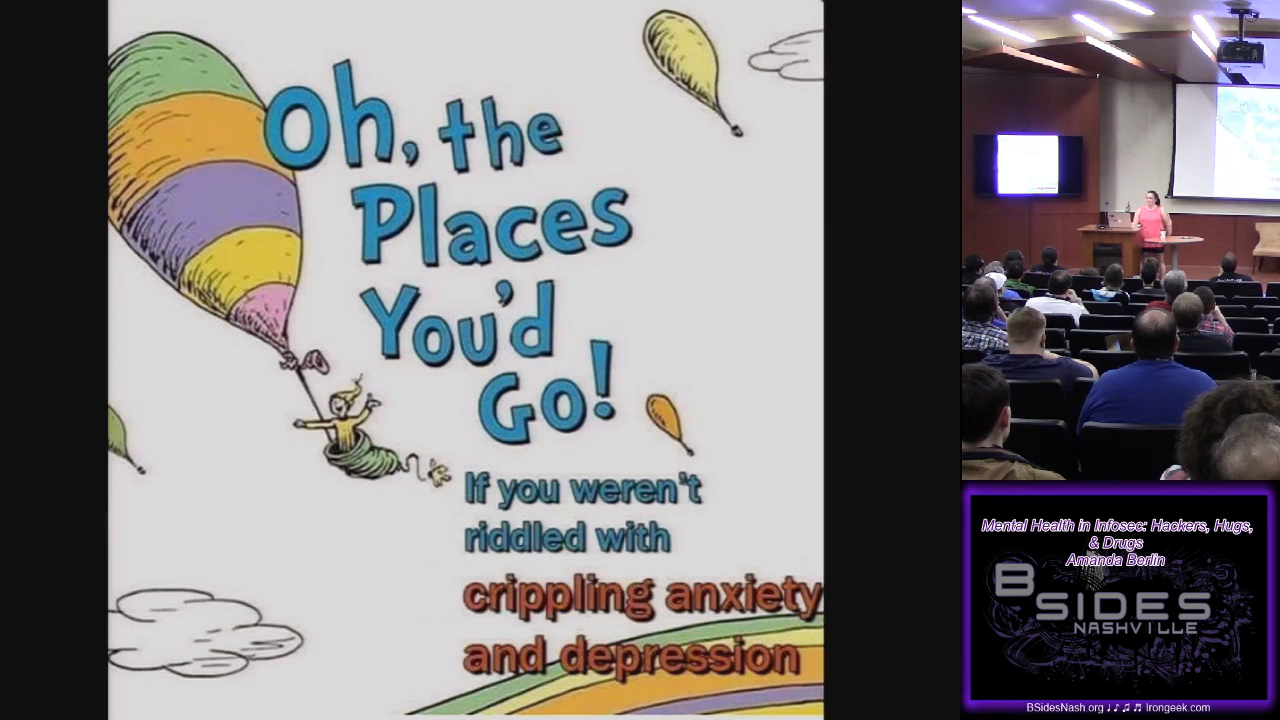 Oh, the
Places
You'd
Go!
If you weren't
riddled with
crippling anxiety
and depression
Mental Health in Infosec: Hackers, Hugs,
& Drugs
Amanda Berlin
BSIDES
NASHVILLE
BSidesNash.org ♩ ♪ ♫ ♬ Irongeek.com